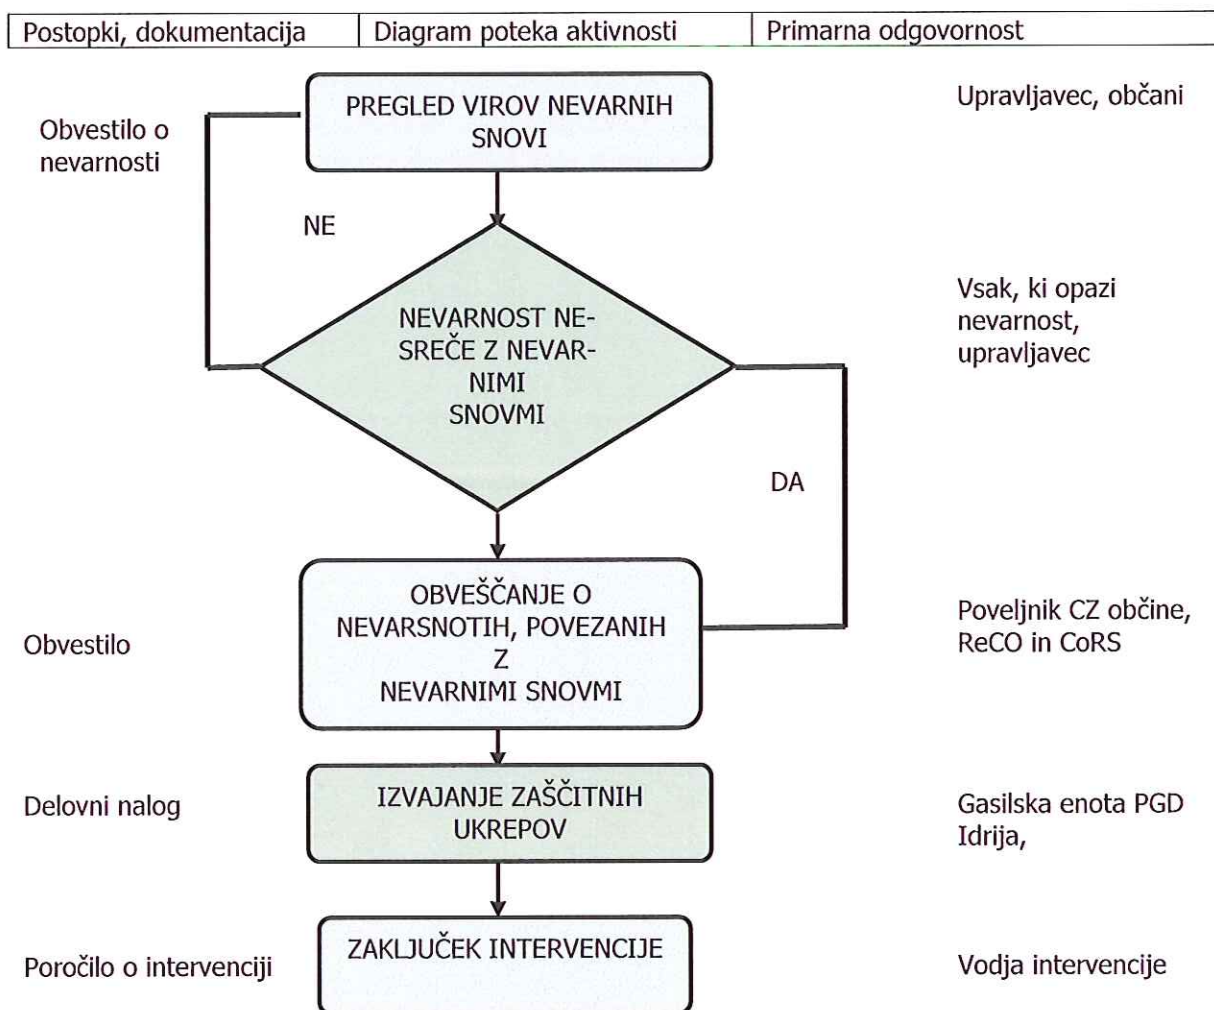 Postopki, dokumentacija
Diagram poteka aktivnosti
Primarna odgovornost
PREGLED VIROV NEVARNIH
SNOVI
Upravljavec, občani
Obvestilo o
nevarnosti
NE
NEVARNOST NE-
SREČE Z NEVAR-
NIMI
SNOVMI
Vsak, ki opazi
nevarnost,
upravljavec
DA
Obvestilo
OBVEŠČANJE O
NEVARSNOTIH, POVEZANIH
Z
NEVARNIMI SNOVMI
Poveljnik CZ občine,
ReCO in CoRS
Delovni nalog
IZVAJANJE ZAŠČITNIH
UKREPOV
Gasilska enota PGD
Idrija,
Poročilo o intervenciji
ZAKLJUČEK INTERVENCIJE
Vodja intervencije